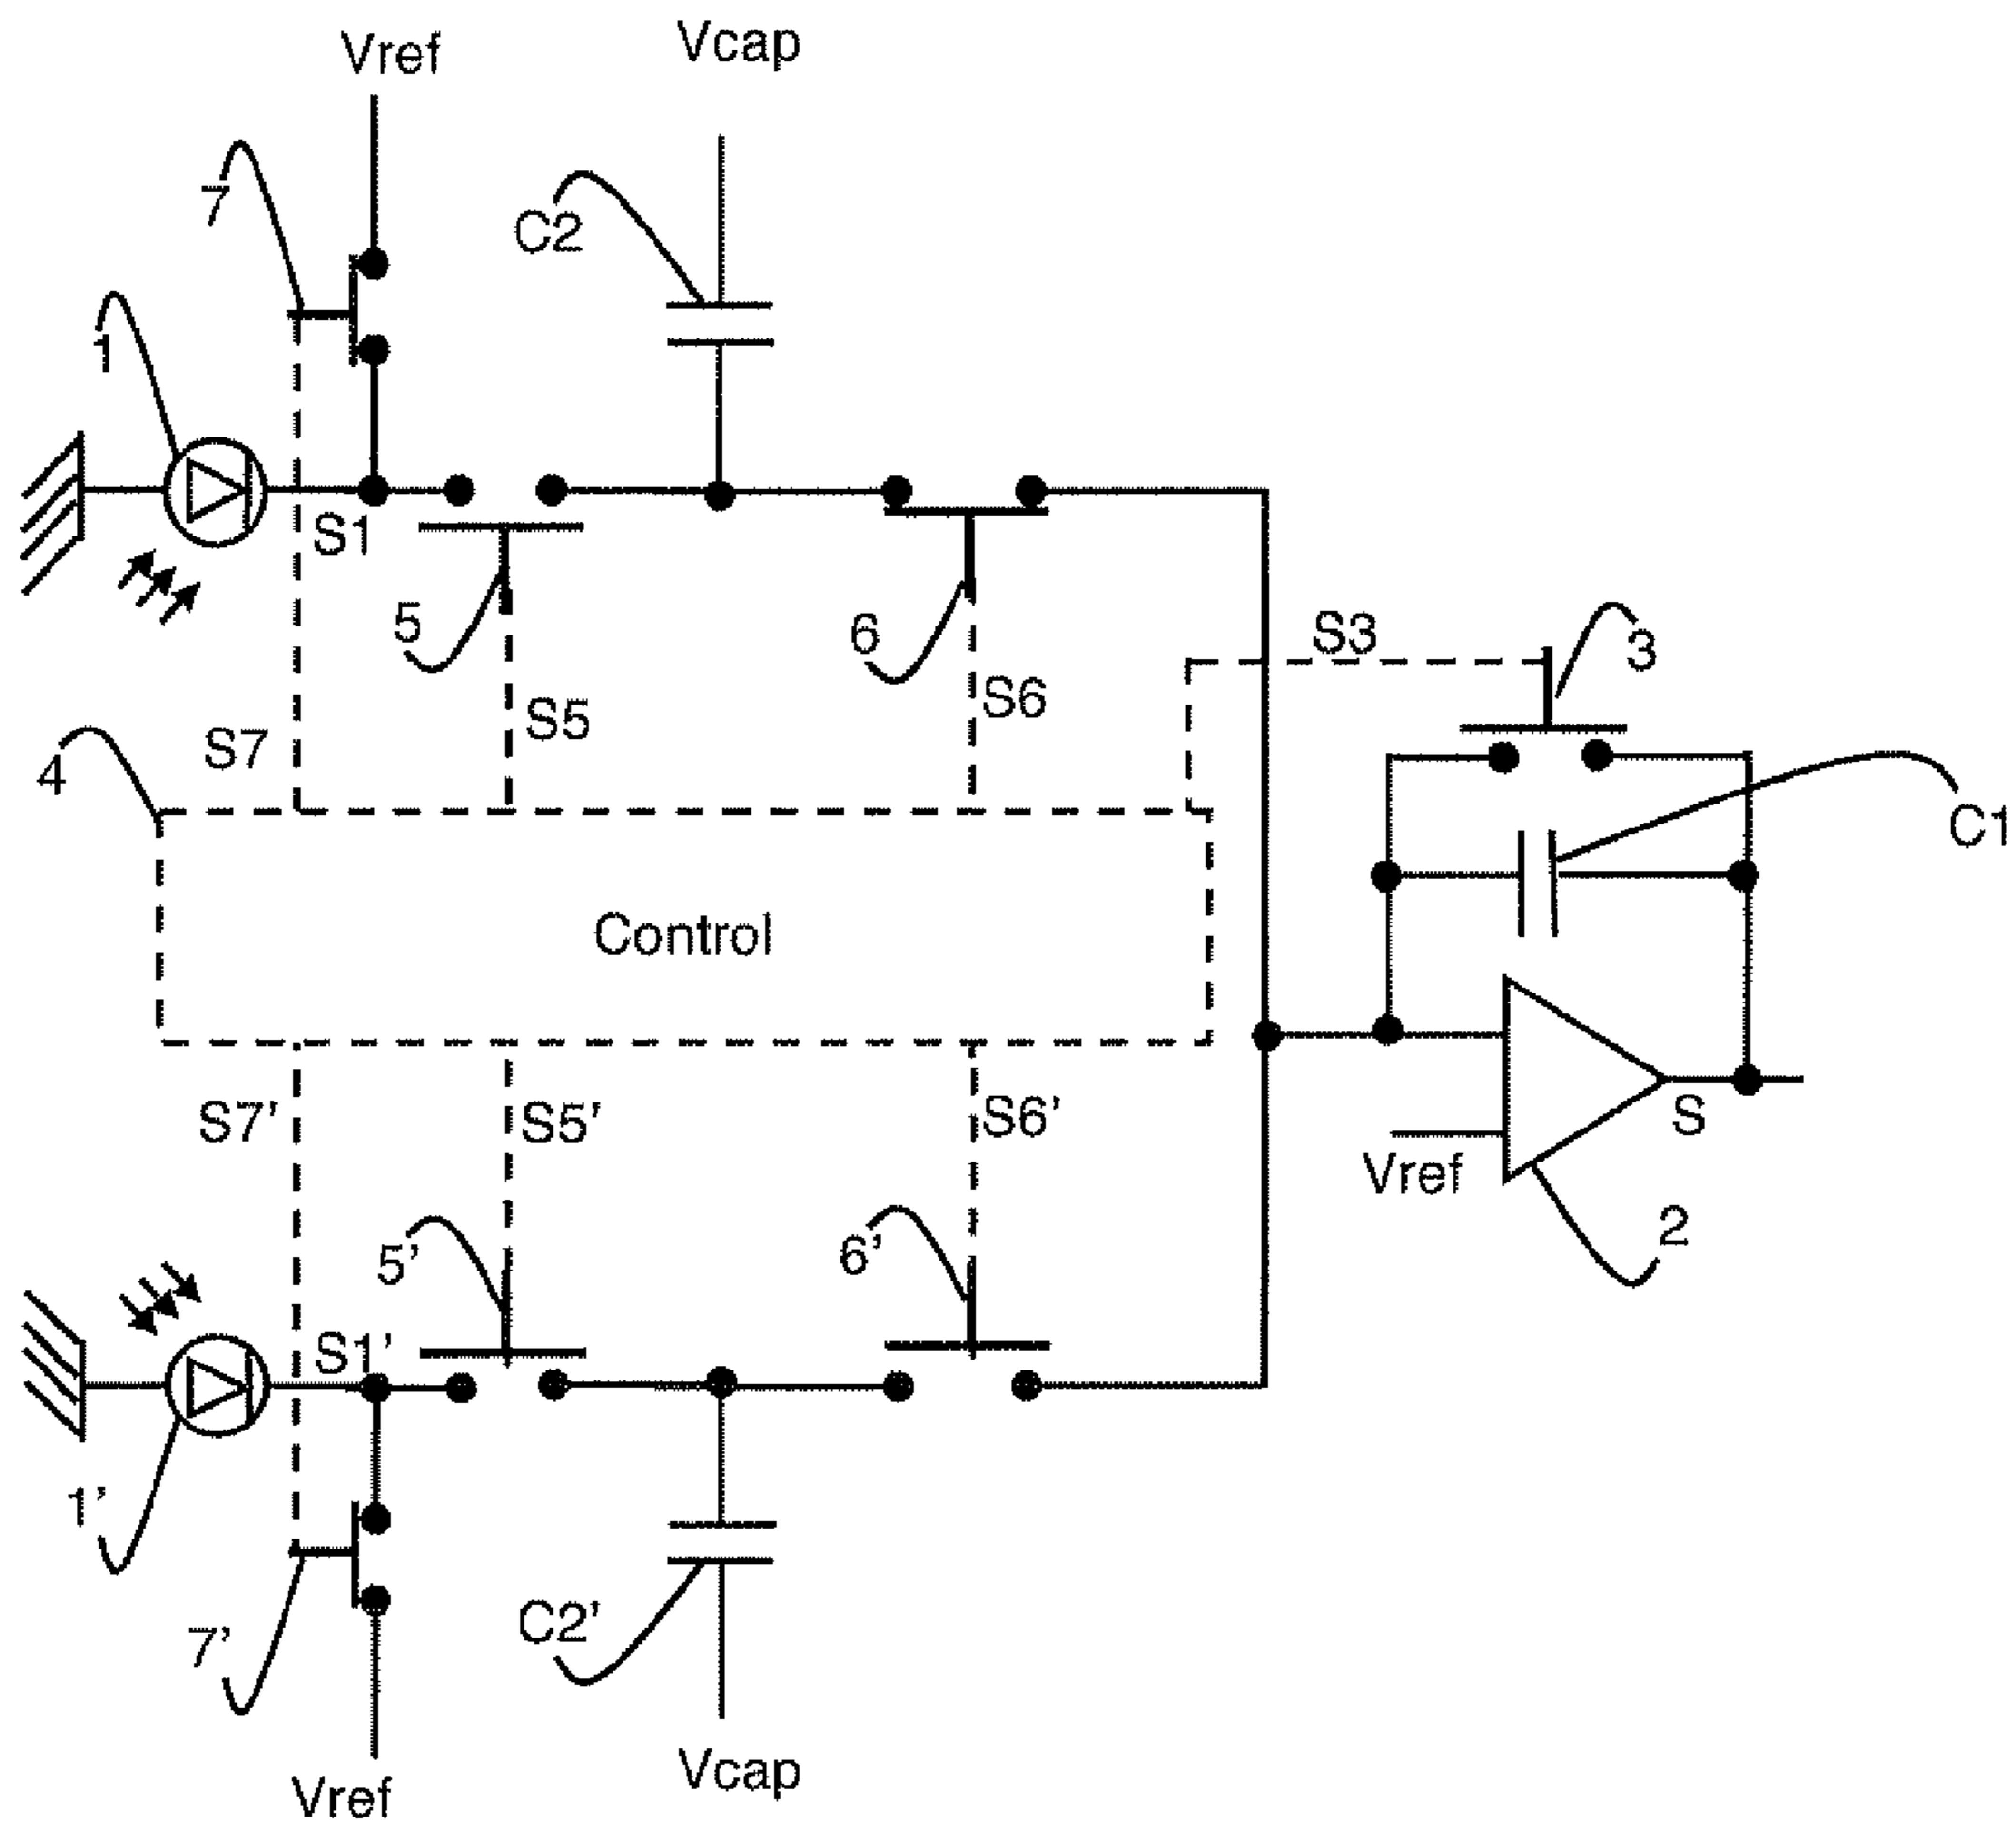 Vref
Vcap
7
C2
1
S1
5
6
S3
3
S5
S6
S7
4
C1
Control
S7'
S5'
S6'
S
Vref
2
5'
6'
S1'
1'
C2'
7'
Vcap
Vref